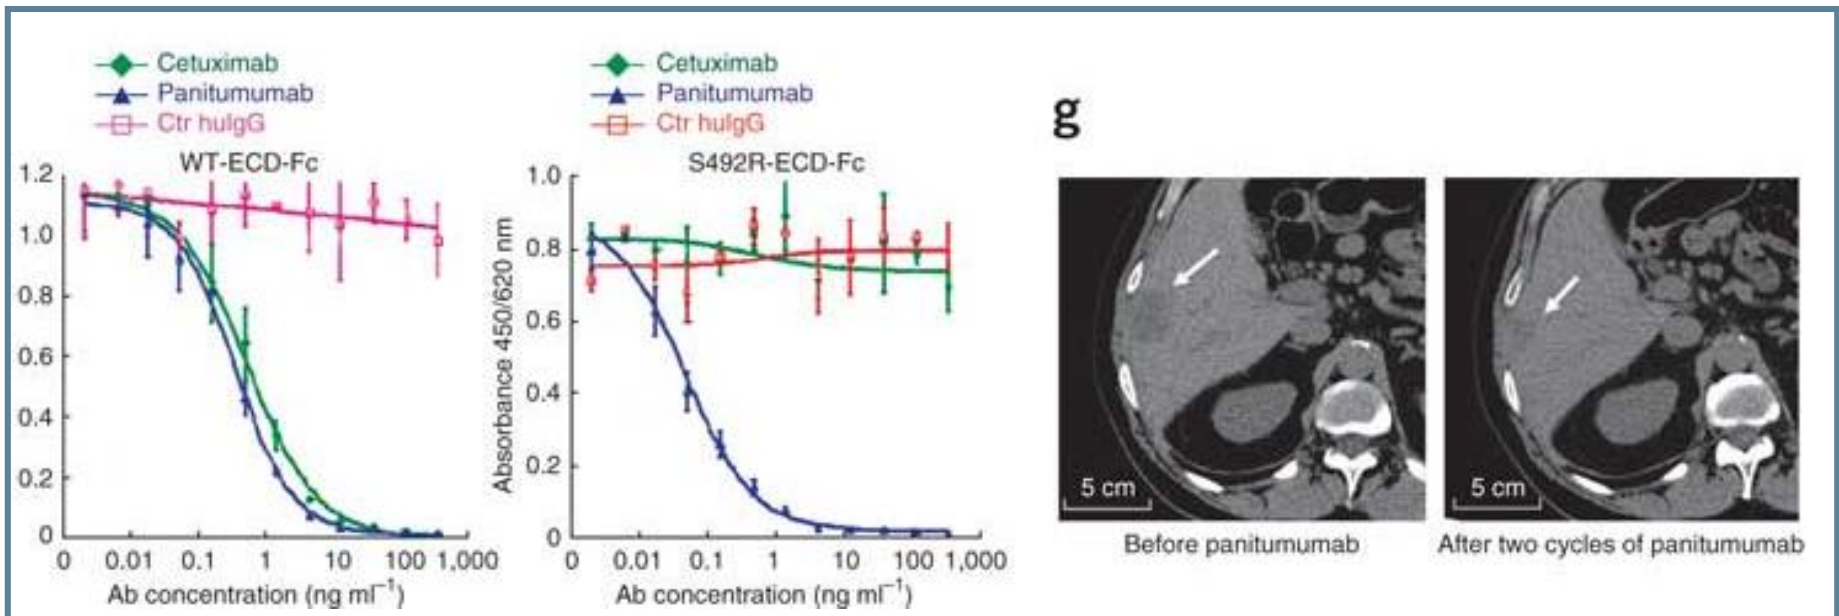 Cetuximab
Panitumumab
Ctr huIgG
WT-ECD-Fc
1.2
1.0
0.8
0.6
0.4
0.2
0
0 0.01 0.1 1 10 100 1,000
Ab concentration (ng ml⁻¹)
Cetuximab
Panitumumab
Ctr huIgG
S492R-ECD-Fc
Absorbance 450/620 nm
1.0
0.8
0.6
0.4
0.2
0
0 0.01 0.1 1 10 100 1,000
Ab concentration (ng ml⁻¹)
g
5 cm
5 cm
Before panitumumab
After two cycles of panitumumab